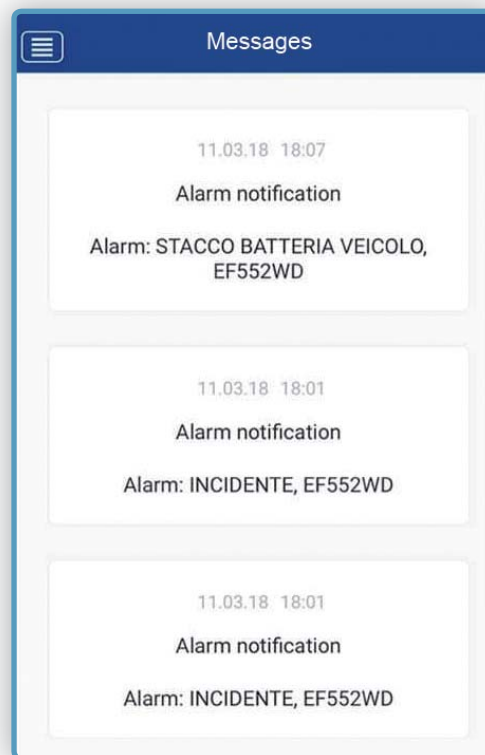 Messages
11.03.18 18:07
Alarm notification
Alarm: STACCO BATTERIA VEICOLO,
EF552WD
11.03.18 18:01
Alarm notification
Alarm: INCIDENTE, EF552WD
11.03.18 18:01
Alarm notification
Alarm: INCIDENTE, EF552WD